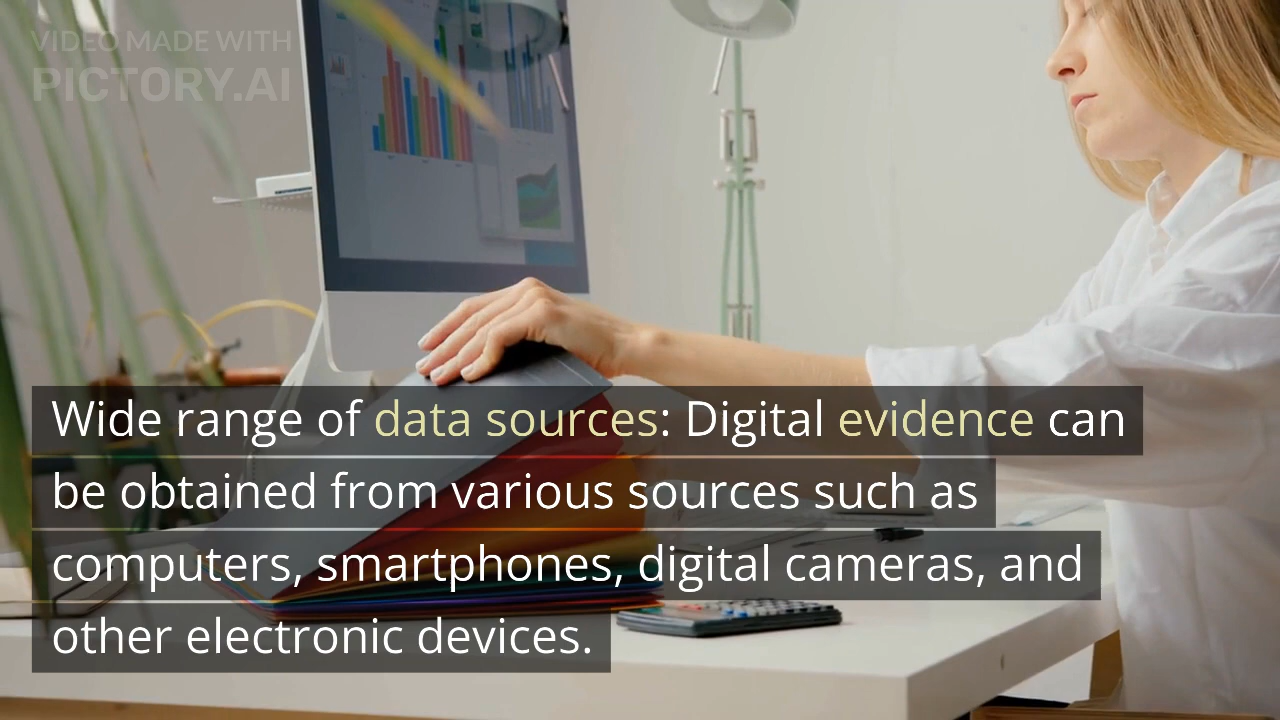 VIDEO MADE WITH
PICTORY.AI
Wide range of data sources: Digital evidence can
be obtained from various sources such as
computers, smartphones, digital cameras, and
other electronic devices.